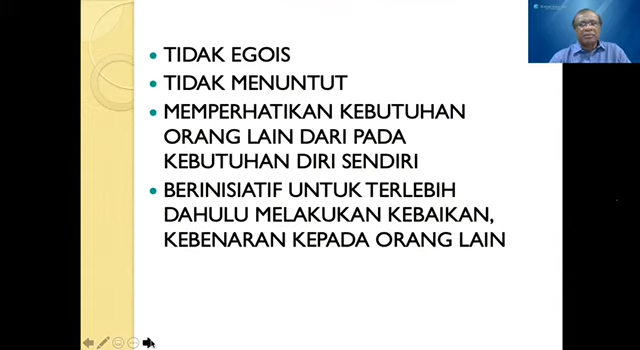 TIDAK EGOIS
TIDAK MENUNTUT
MEMPERHATIKAN KEBUTUHAN
ORANG LAIN DARI PADA
KEBUTUHAN DIRI SENDIRI
BERINISIATIF UNTUK TERLEBIH
DAHULU MELAKUKAN KEBAIKAN,
KEBENARAN KEPADA ORANG LAIN